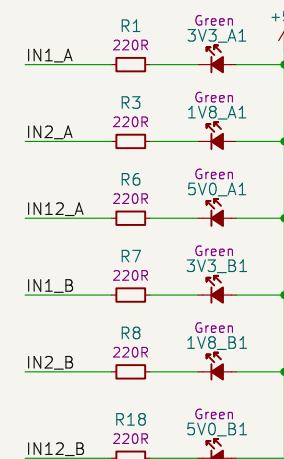 +5
Green
R1
3V3_A1
220R
IN1_A
Green
R3
1V8_A1
220R
IN2_A
Green
R6
5V0_A1
220R
IN12_A
Green
R7
3V3_B1
220R
IN1_B
Green
R8
1V8_B1
220R
IN2_B
Green
R18
5V0_B1
220R
IN12_B